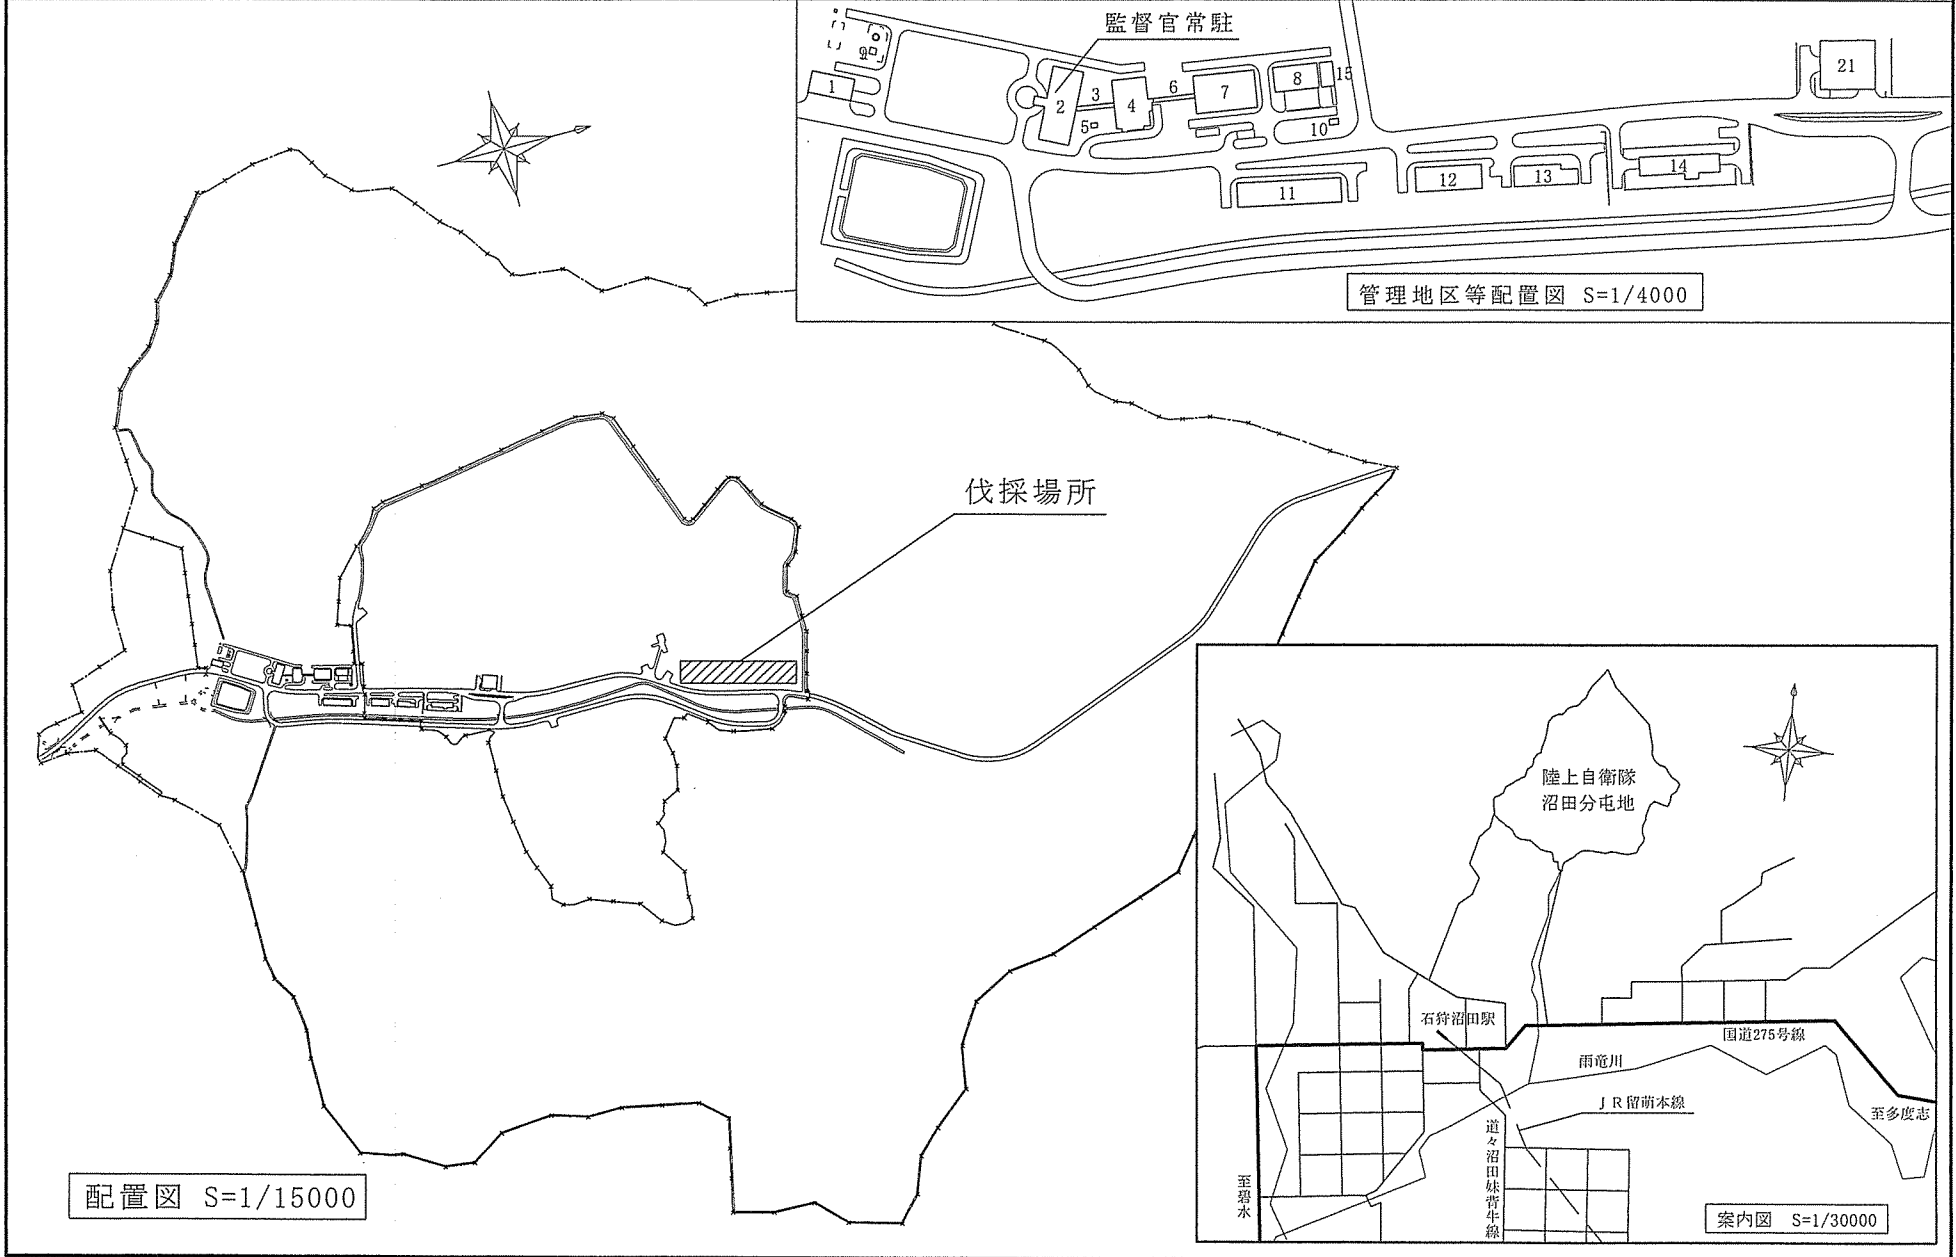 監督官常駐
1
9
2
3
4
5
6
7
8
15
10
21
11
12
13
14
管理地区等配置図 S=1/4000
伐採場所
陸上自衛隊
沼田分屯地
石狩沼田駅
国道275号線
雨竜川
JR留萌本線
至多度志
道々沼田妹背牛線
至碧水
案内図 S=1/30000
配置図 S=1/15000